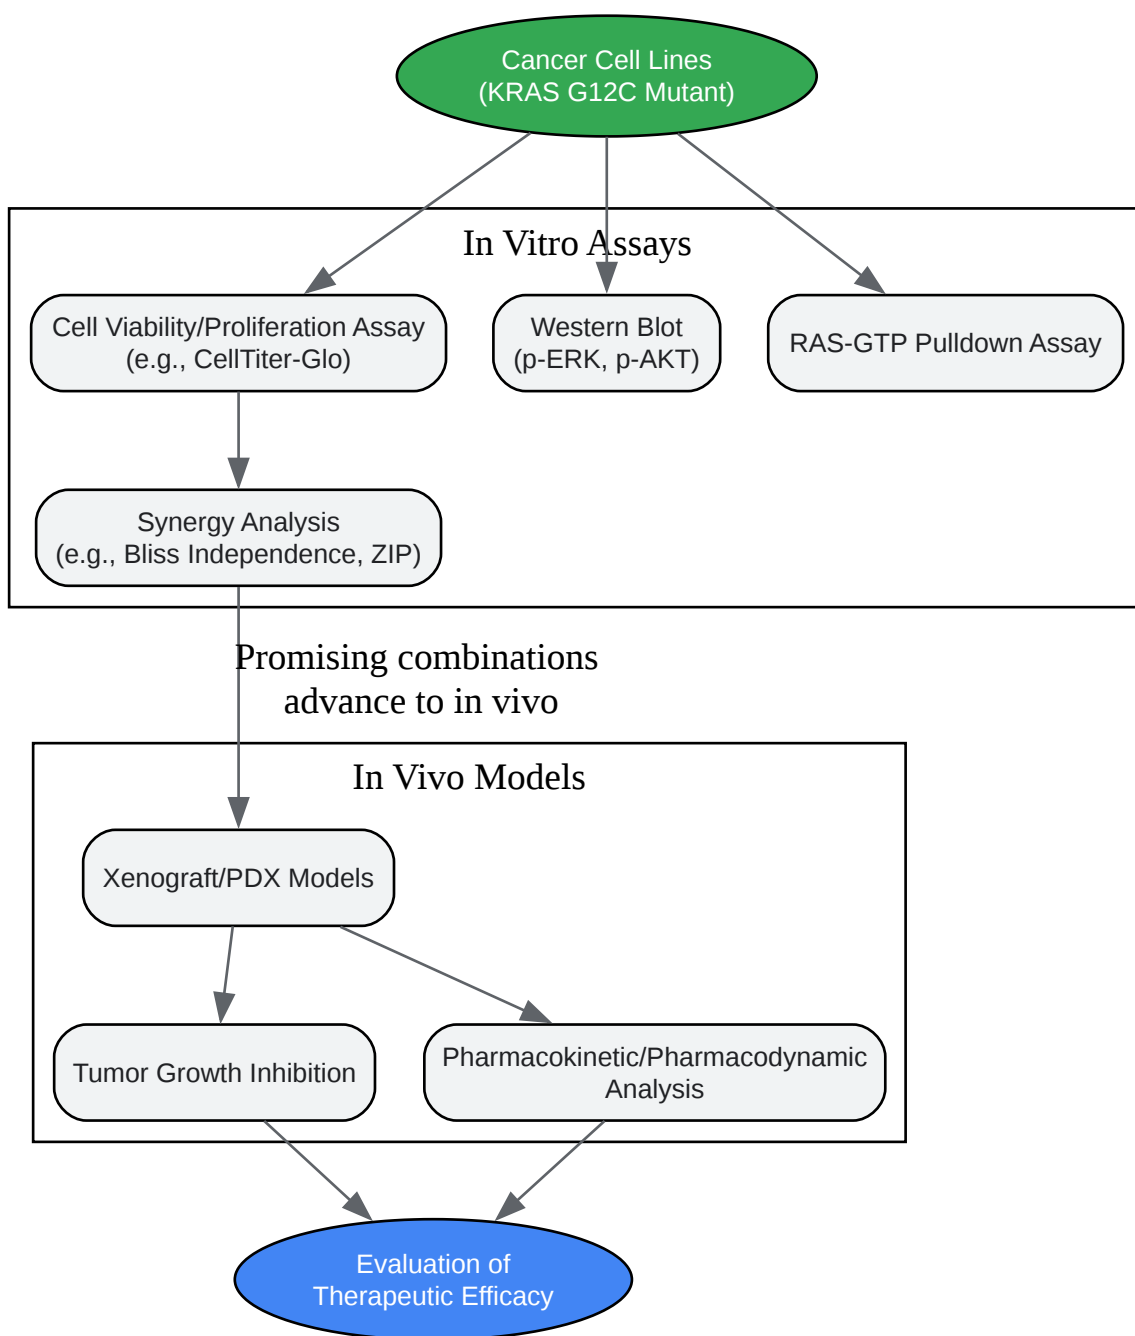 Cancer Cell Lines
(KRAS G12C Mutant)
In Vitro Assays
Cell Viability/Proliferation Assay
(e.g., CellTiter-Glo)
Western Blot
(p-ERK, p-AKT)
RAS-GTP Pulldown Assay
Synergy Analysis
(e.g., Bliss Independence, ZIP)
Promising combinations
advance to in vivo
In Vivo Models
Xenograft/PDX Models
Tumor Growth Inhibition
Pharmacokinetic/Pharmacodynamic
Analysis
Evaluation of
Therapeutic Efficacy